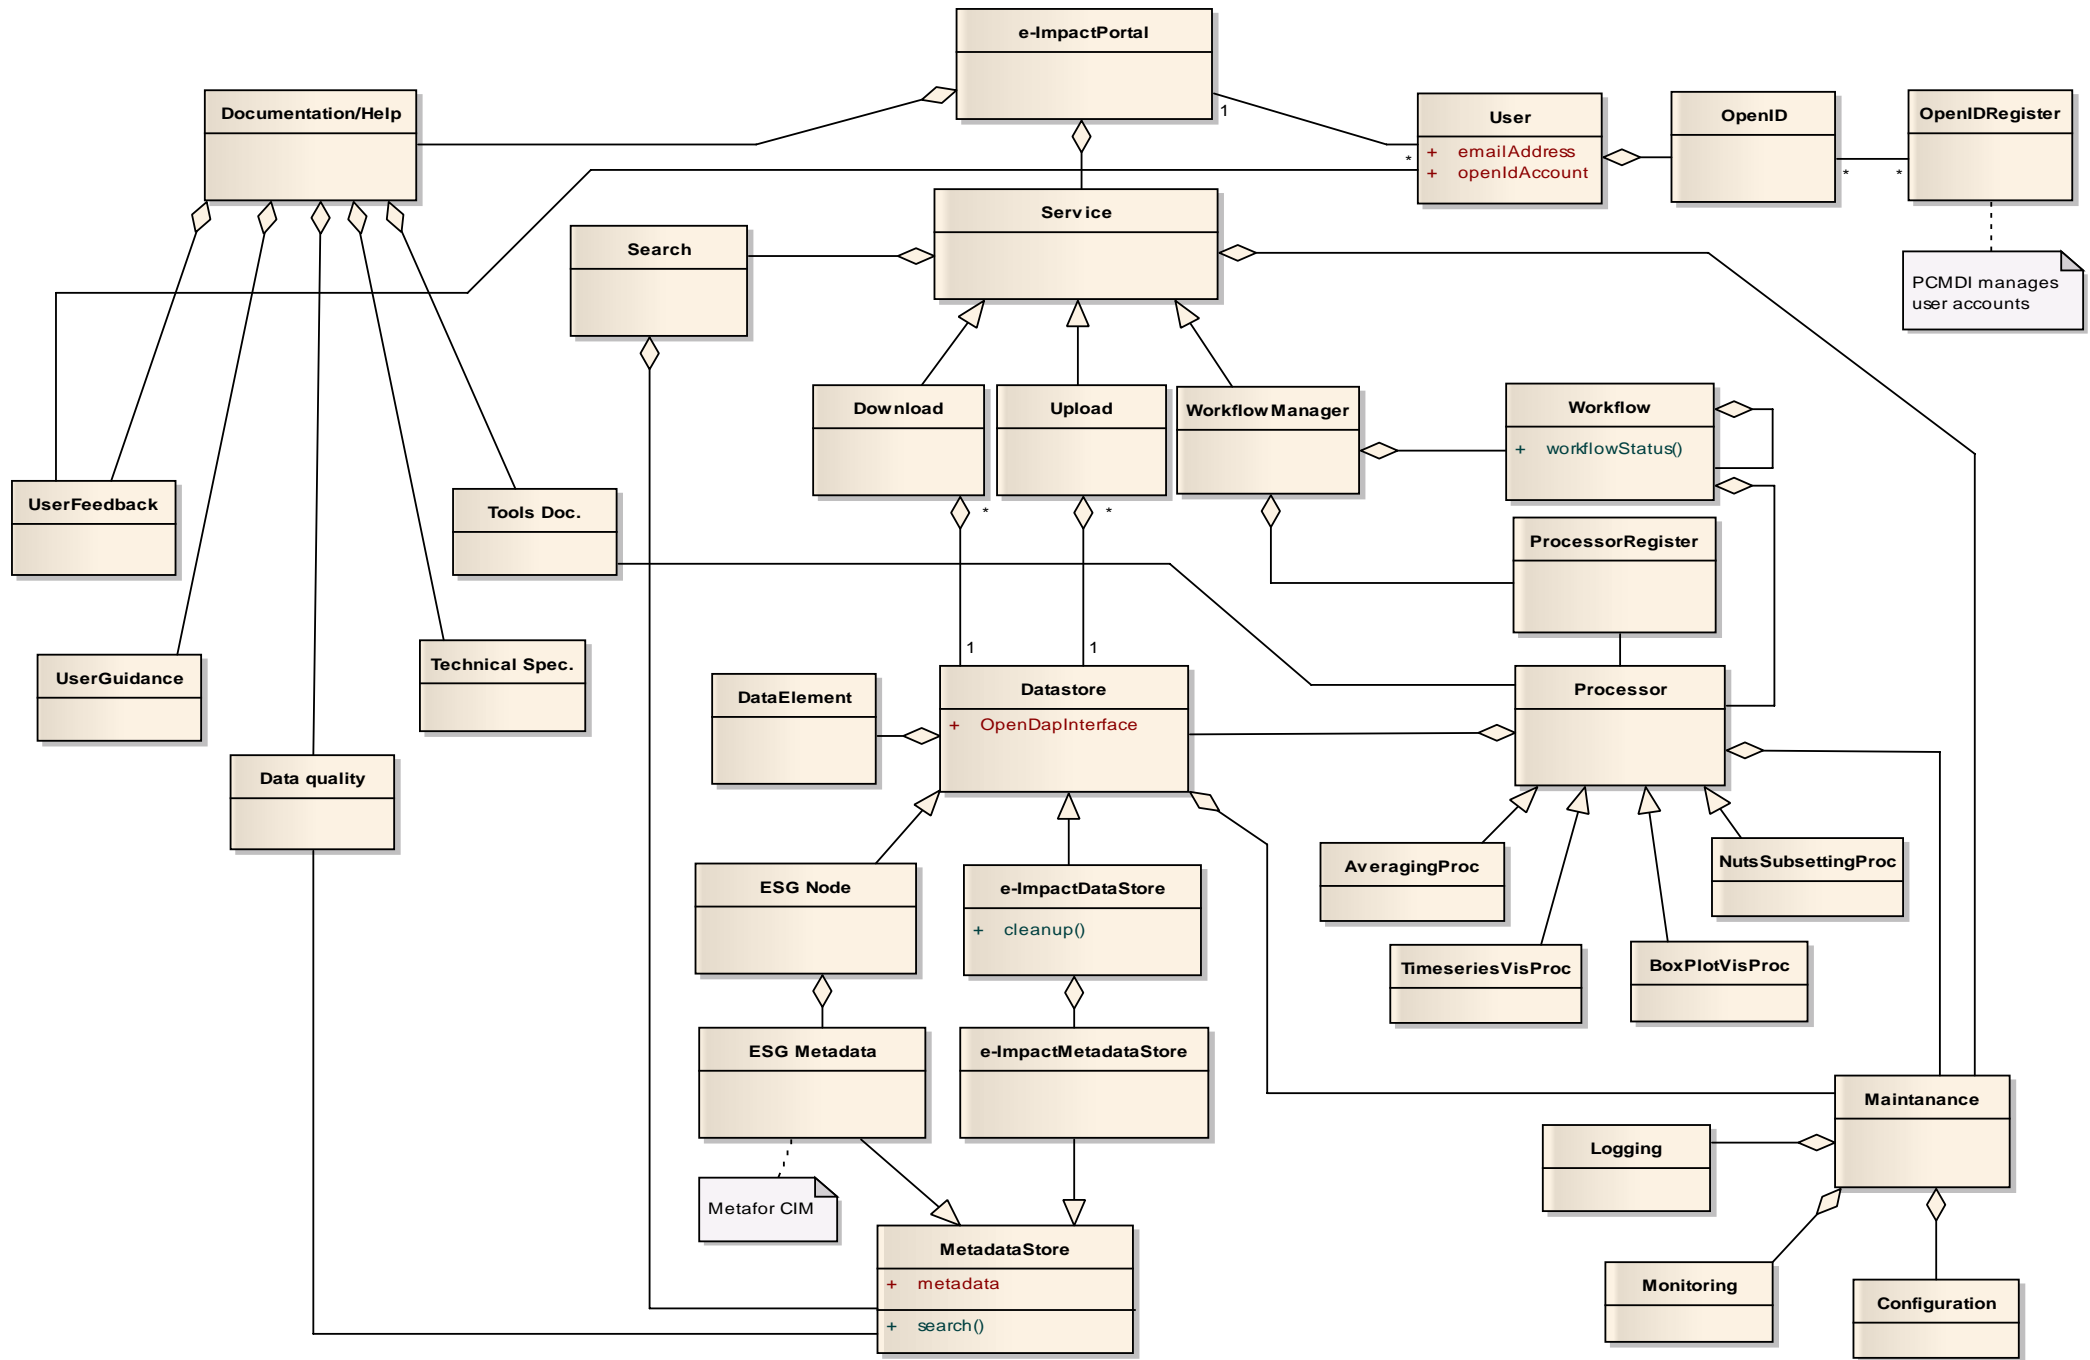 e-ImpactPortal
1
Documentation/Help
User
+ emailAddress
+ openIdAccount
*
OpenID
*
*
OpenIDRegister
PCMDI manages
user accounts
Service
Search
Download
*
Upload
*
WorkflowManager
Workflow
+ workflowStatus()
UserFeedback
Tools Doc.
ProcessorRegister
1
1
UserGuidance
Technical Spec.
DataElement
Datastore
+ OpenDapInterface
Processor
Data quality
ESG Node
e-ImpactDataStore
+ cleanup()
AveragingProc
NutsSubsettingProc
TimeseriesVisProc
BoxPlotVisProc
ESG Metadata
e-ImpactMetadataStore
Maintanance
Logging
Metafor CIM
MetadataStore
+ metadata
+ search()
Monitoring
Configuration